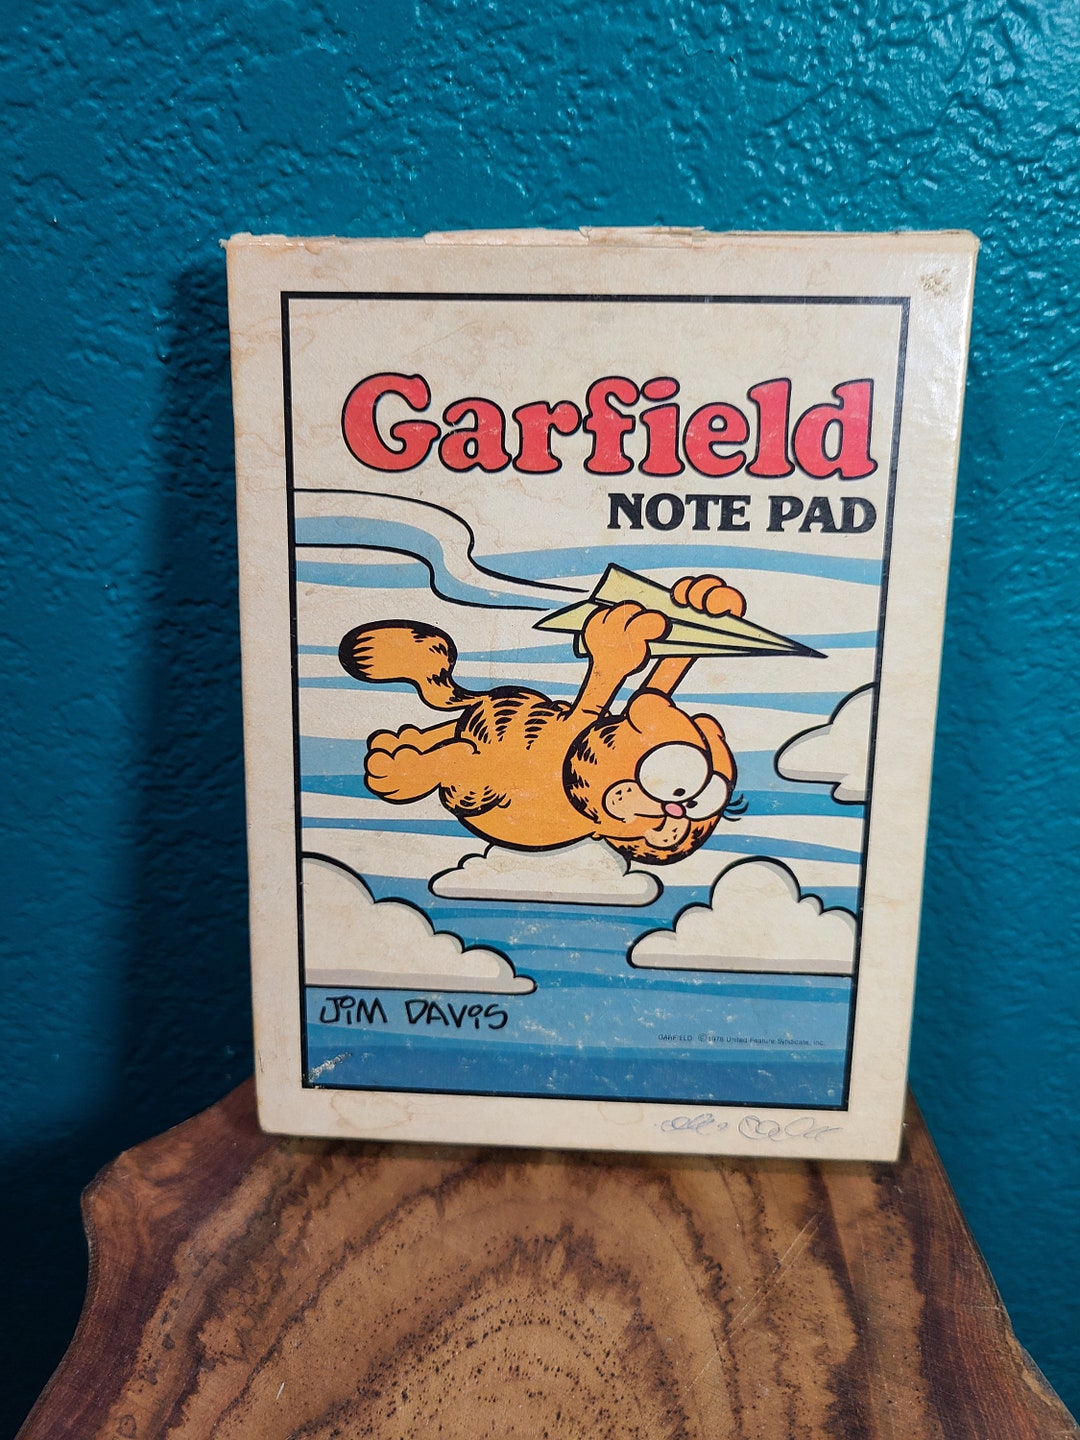 Garfield
NOTE PAD
JiM DAViS
GARFIELD © 1978 United Feature Syndicate, Inc.